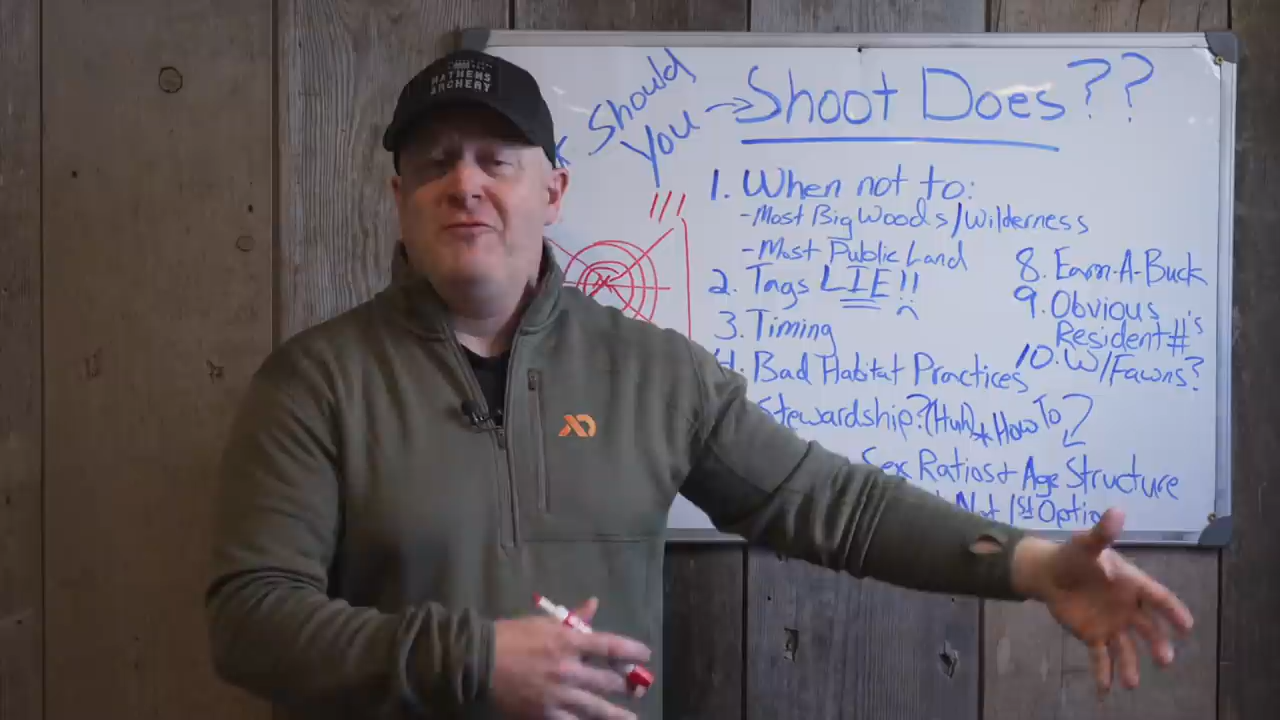 MATHEWS
ARCHERY
Should
You → Shoot Does??
1. When not to:
-Most Big Woods/Wilderness
-Most Public Land
2. Tags LIE!!
3. Timing
4. Bad Habitat Practices
Stewardship? (Huh) * How To
Sex Ratios + Age Structure
Not 1st Option
8. Earn-A-Buck
9. Obvious
Resident #'s
10. W/Fawns?